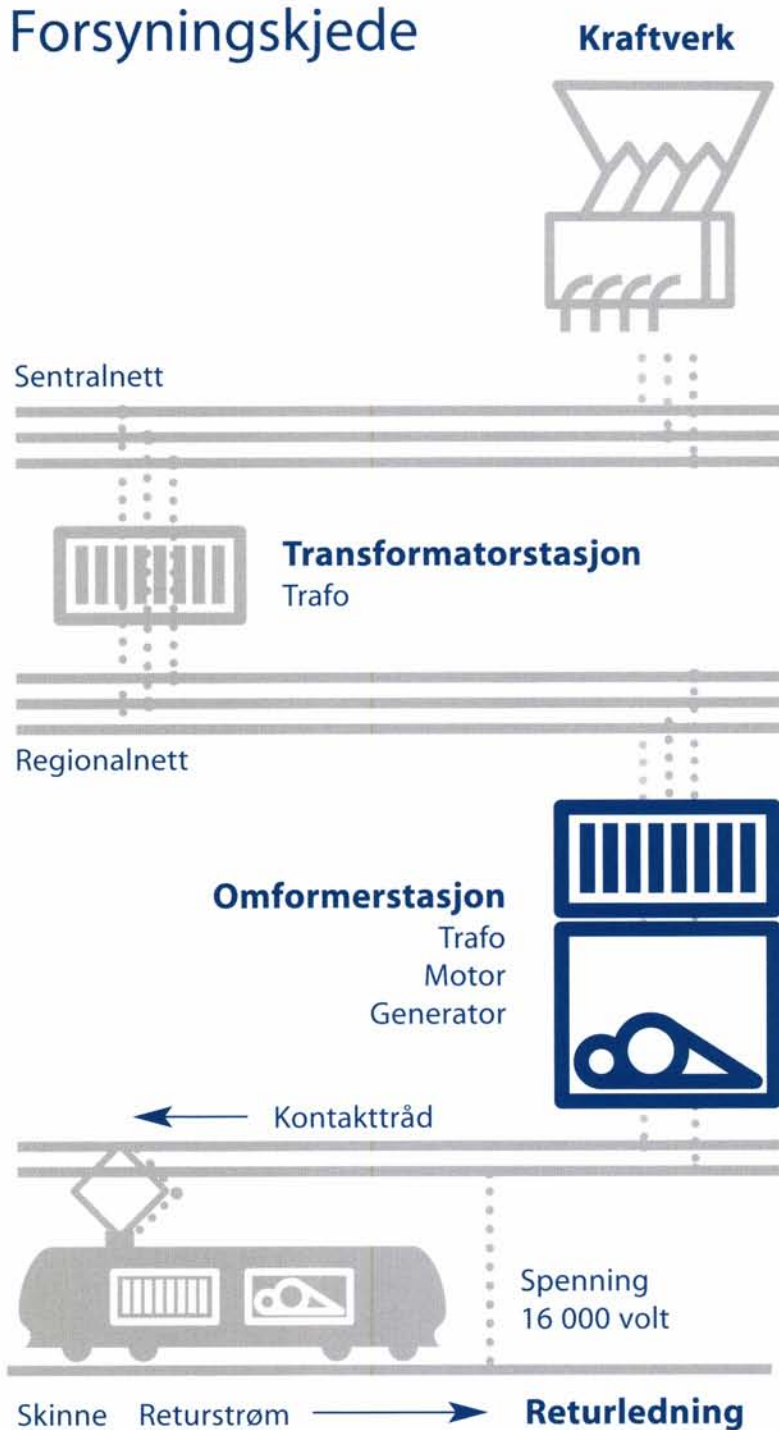 Forsyningskjede
Kraftverk
Sentralnett
Transformatorstasjon
Trafo
Regionalnett
Omformerstasjon
Trafo
Motor
Generator
Kontakttråd
Spenning
16 000 volt
Skinne Returstrøm Returledning